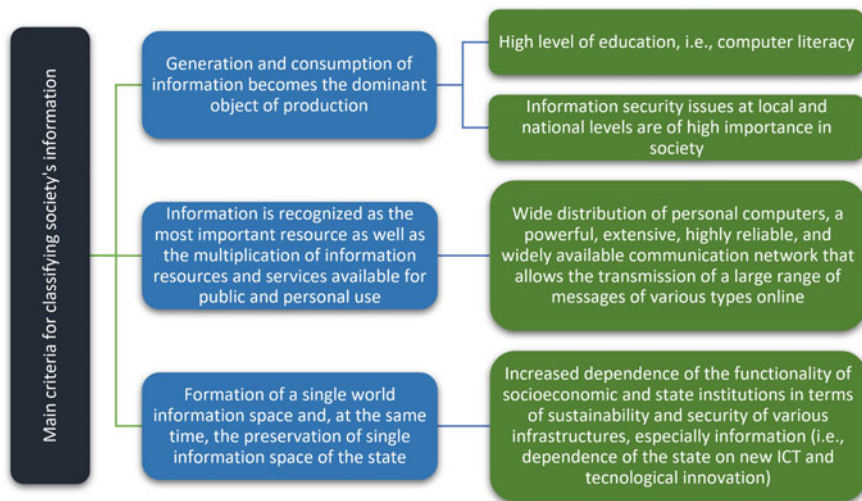 Main criteria for classifying society's information
Generation and consumption of
information becomes the dominant
object of production
High level of education, i.e., computer literacy
Information security issues at local and
national levels are of high importance in
society
Information is recognized as the
most important resource as well as
the multiplication of information
resources and services available for
public and personal use
Wide distribution of personal computers, a
powerful, extensive, highly reliable, and
widely available communication network that
allows the transmission of a large range of
messages of various types online
Formation of a single world
information space and, at the same
time, the preservation of single
information space of the state
Increased dependence of the functionality of
socioeconomic and state institutions in terms
of sustainability and security of various
infrastructures, especially information (i.e.,
dependence of the state on new ICT and
tecnological innovation)